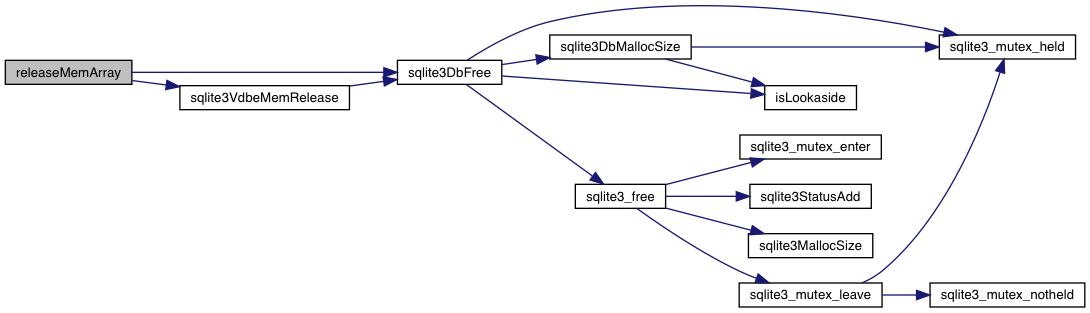 releaseMemArray
sqlite3VdbeMemRelease
sqlite3DbFree
sqlite3DbMallocSize
sqlite3_mutex_held
isLookaside
sqlite3_free
sqlite3_mutex_enter
sqlite3StatusAdd
sqlite3MallocSize
sqlite3_mutex_leave
sqlite3_mutex_notheld